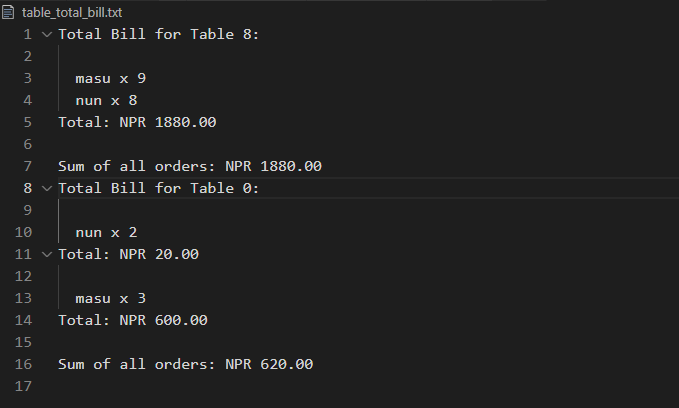 table_total_bill.txt
1 Total Bill for Table 8:
2
3 masu x 9
4 nun x 8
5 Total: NPR 1880.00
6
7 Sum of all orders: NPR 1880.00
8 Total Bill for Table 0:
9
10 nun x 2
11 Total: NPR 20.00
12
13 masu x 3
14 Total: NPR 600.00
15
16 Sum of all orders: NPR 620.00
17